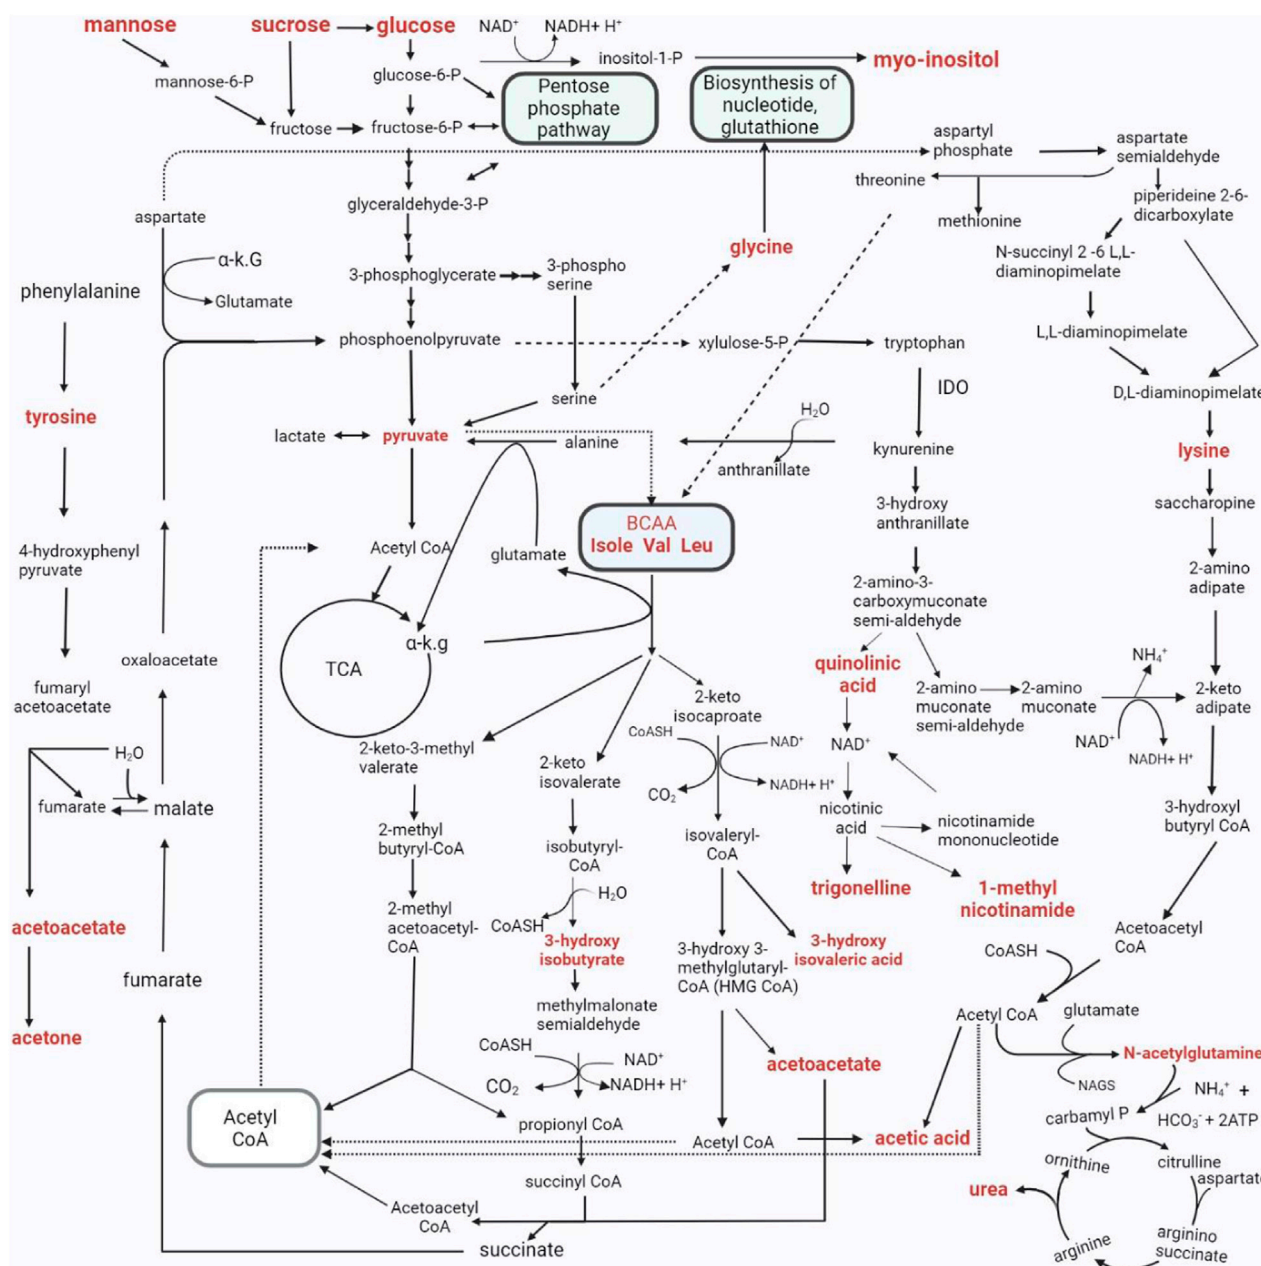 mannose
sucrose
glucose
NAD⁺
NADH+ H⁺
mannose-6-P
glucose-6-P
inositol-1-P
myo-inositol
Pentose
phosphate
pathway
Biosynthesis of
nucleotide,
glutathione
fructose
fructose-6-P
aspartyl
phosphate
aspartate
semialdehyde
threonine
methionine
piperideine 2-6-
dicarboxylate
glyceraldehyde-3-P
aspartate
α-k.G
Glutamate
glycine
N-succinyl 2 -6 L,L-
diaminopimelate
phenylalanine
3-phosphoglycerate
3-phospho
serine
phosphoenolpyruvate
xylulose-5-P
tryptophan
L,L-diaminopimelate
IDO
D,L-diaminopimelate
tyrosine
serine
H₂O
lactate
pyruvate
alanine
anthranillate
kynurenine
lysine
3-hydroxy
anthranillate
saccharopine
BCAA
Isole Val Leu
4-hydroxyphenyl
pyruvate
Acetyl CoA
glutamate
2-amino-3-
carboxymuconate
semi-aldehyde
2-amino
adipate
TCA
α-k.g
oxaloacetate
quinolinic
acid
NH₄⁺
fumaryl
acetoacetate
2-keto
isocaproate
2-amino
muconate
semi-aldehyde
2-amino
muconate
2-keto
adipate
NAD⁺
NADH+ H⁺
H₂O
fumarate
malate
2-keto-3-methyl
valerate
2-keto
isovalerate
CoASH
NAD⁺
CO₂
NADH+ H⁺
NAD⁺
nicotinic
acid
nicotinamide
mononucleotide
3-hydroxyl
butyryl CoA
2-methyl
butyryl-CoA
isobutyryl-
CoA
isovaleryl-
CoA
trigonelline
1-methyl
nicotinamide
H₂O
CoASH
2-methyl
acetoacetyl-
CoA
acetoacetate
3-hydroxy
isobutyrate
3-hydroxy 3-
methylglutaryl-
CoA (HMG CoA)
3-hydroxy
isovaleric acid
Acetoacetyl
CoA
CoASH
fumarate
acetone
methylmalonate
semialdehyde
Acetyl CoA
glutamate
CoASH
NAD⁺
CO₂
NADH+ H⁺
acetoacetate
N-acetylglutamine
NAGS
NH₄⁺ +
HCO₃⁻ + 2ATP
carbamyl P
Acetyl
CoA
propionyl CoA
Acetyl CoA
acetic acid
ornithine
citrulline
aspartate
succinyl CoA
urea
Acetoacetyl
CoA
succinate
arginine
arginino
succinate